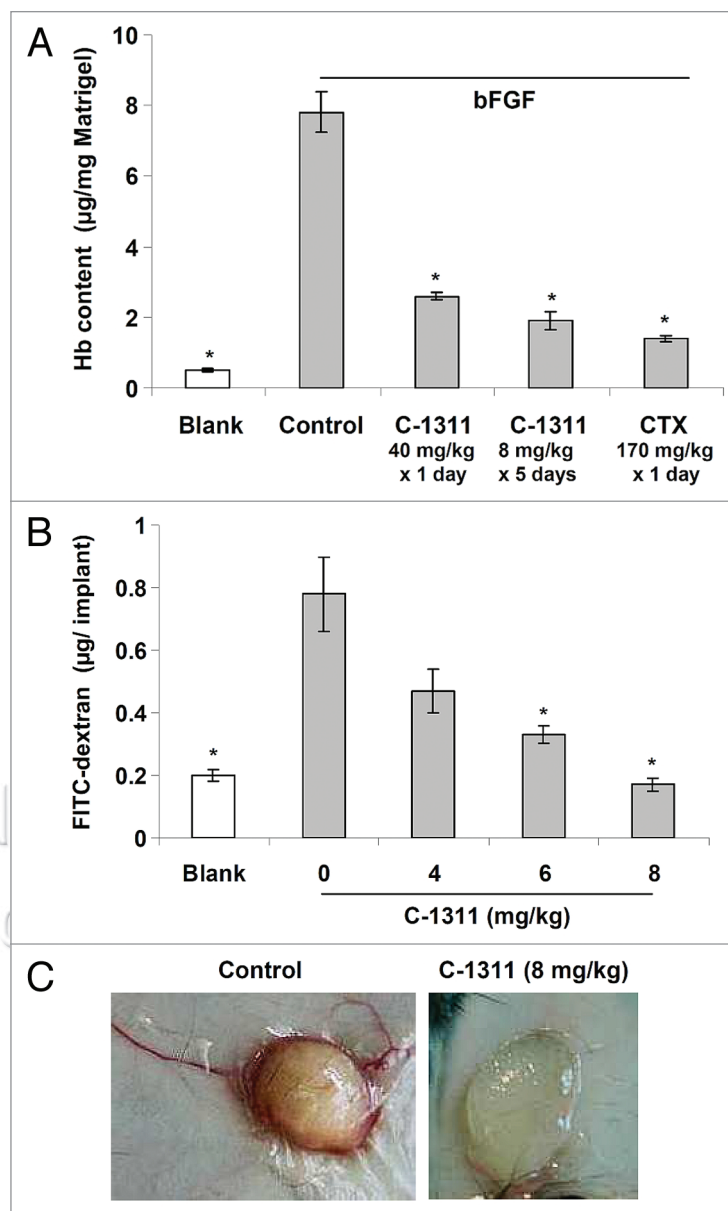 A
Hb content (µg/mg Matrigel)
10
8
6
4
2
0
bFGF
*
*
*
*
Blank
Control
C-1311
40 mg/kg
x 1 day
C-1311
8 mg/kg
x 5 days
CTX
170 mg/kg
x 1 day
B
FITC-dextran (µg/ implant)
1
0.8
0.6
0.4
0.2
0
*
*
*
Blank
0
4
6
8
C-1311 (mg/kg)
C
Control
C-1311 (8 mg/kg)